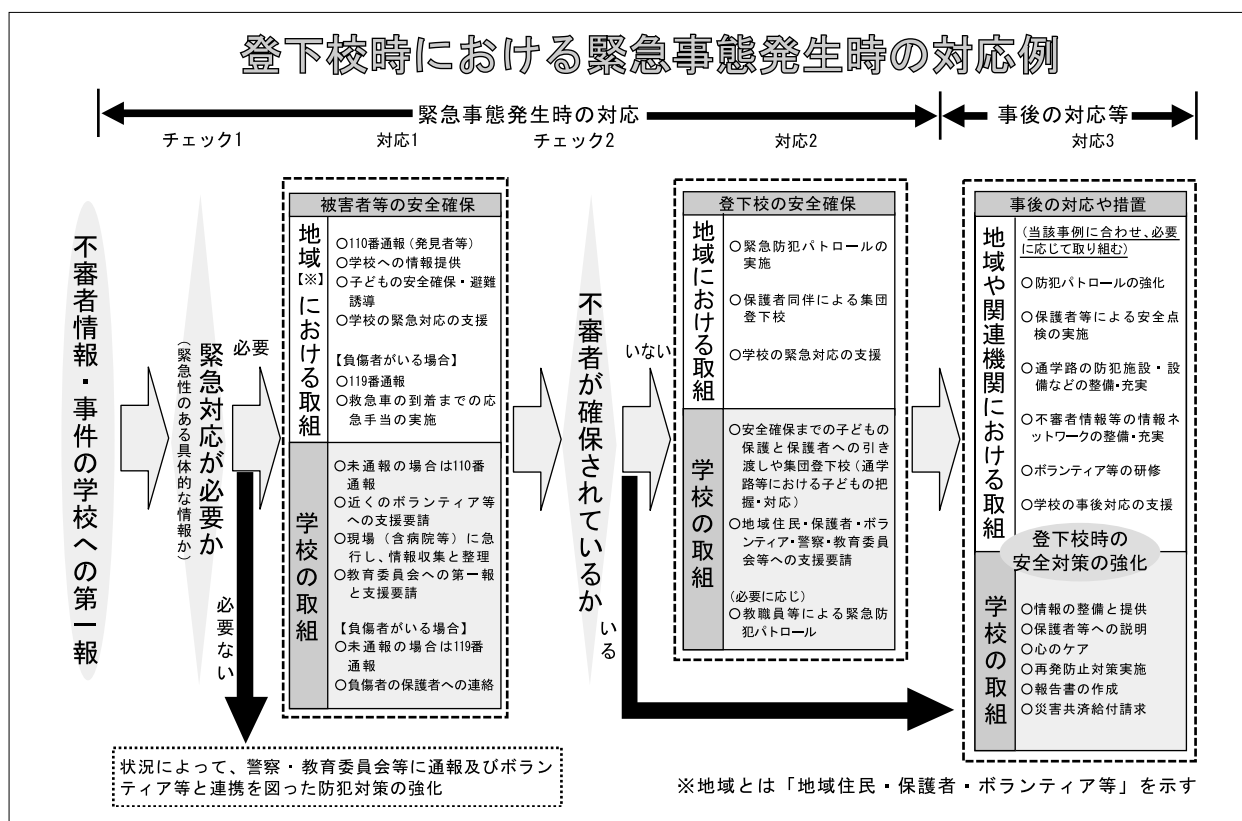 登下校時における緊急事態発生時の対応例
緊急事態発生時の対応
事後の対応等
チェック1
対応1
チェック2
対応2
対応3
不審者情報・事件の学校への第一報
緊急対応が必要か
(緊急性のある具体的な情報か)
必要
必要ない
被害者等の安全確保
地域【※】における取組
○110番通報(発見者等)
○学校への情報提供
○子どもの安全確保・避難
誘導
○学校の緊急対応の支援
【負傷者がいる場合】
○119番通報
○救急車の到着までの応
急手当の実施
学校の取組
○未通報の場合は110番
通報
○近くのボランティア等
への支援要請
○現場(含病院等)に急
行し、情報収集と整理
○教育委員会への第一報
と支援要請
【負傷者がいる場合】
○未通報の場合は119番
通報
○負傷者の保護者への連絡
不審者が確保されているか
いない
いる
登下校の安全確保
地域における取組
○緊急防犯パトロールの
実施
○保護者同伴による集団
登下校
○学校の緊急対応の支援
学校の取組
○安全確保までの子どもの
保護と保護者への引き
渡しや集団登下校(通学
路等における子どもの把
握・対応)
○地域住民・保護者・ボラ
ンティア・警察・教育委員
会等への支援要請
(必要に応じ)
○教職員等による緊急防
犯パトロール
事後の対応や措置
地域や関連機関における取組
(当該事例に合わせ、必要
に応じて取り組む)
○防犯パトロールの強化
○保護者等による安全点
検の実施
○通学路の防犯施設・設
備などの整備・充実
○不審者情報等の情報ネ
ットワークの整備・充実
○ボランティア等の研修
○学校の事後対応の支援
登下校時の
安全対策の強化
学校の取組
○情報の整備と提供
○保護者等への説明
○心のケア
○再発防止対策実施
○報告書の作成
○災害共済給付請求
状況によって、警察・教育委員会等に通報及びボラン
ティア等と連携を図った防犯対策の強化
※地域とは「地域住民・保護者・ボランティア等」を示す